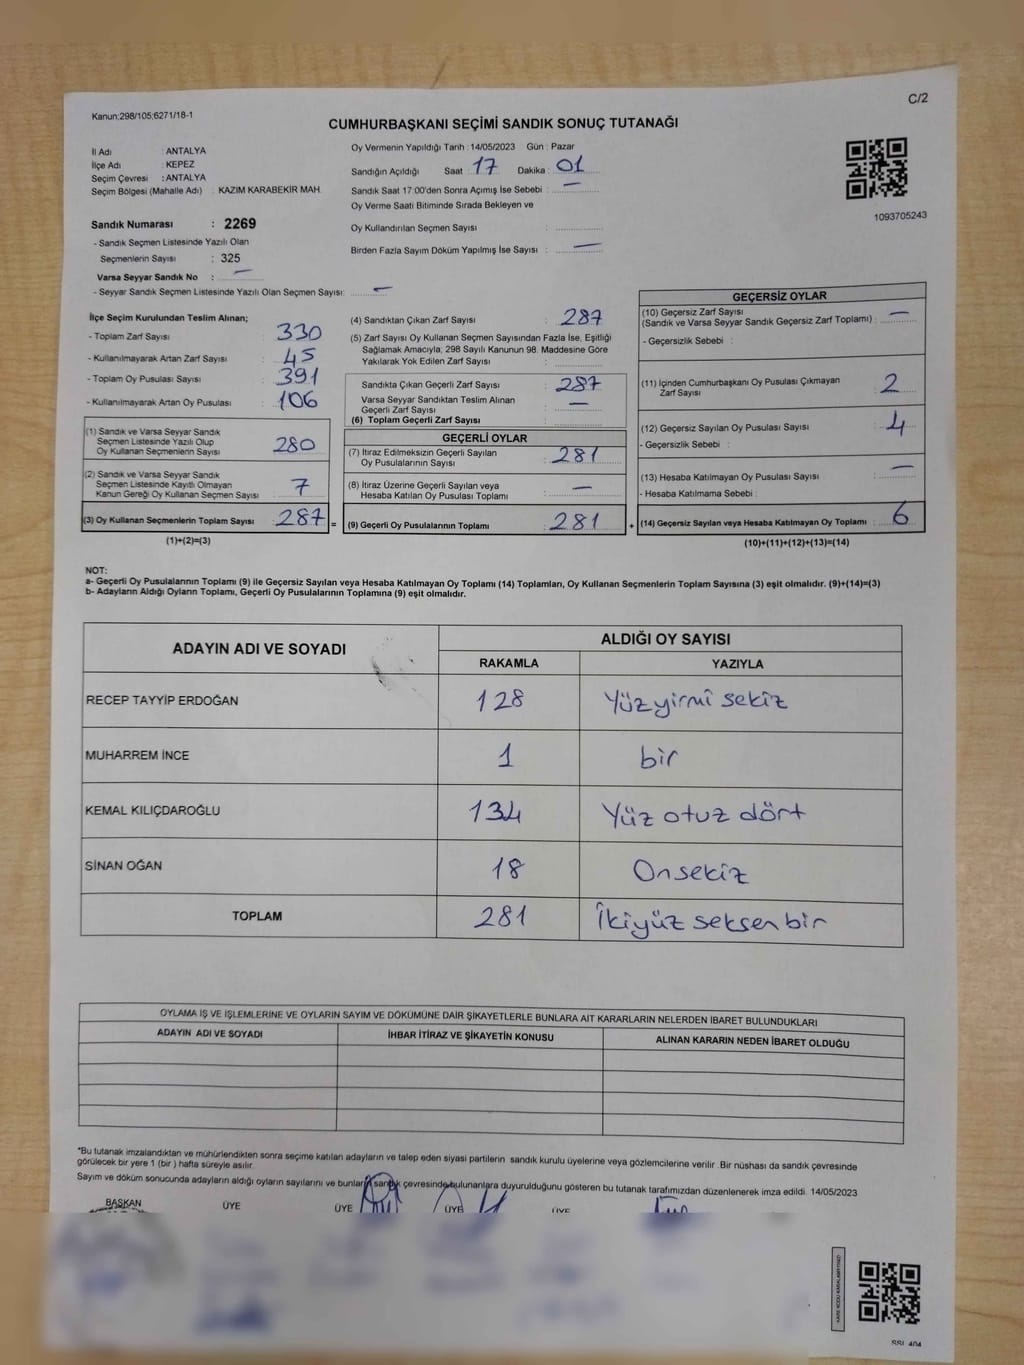 C/2
Kanun:298/105;6271/18-1
CUMHURBAŞKANI SEÇİMİ SANDIK SONUÇ TUTANAĞI
İl Adı : ANTALYA
İlçe Adı : KEPEZ
Seçim Çevresi : ANTALYA
Seçim Bölgesi (Mahalle Adı) : KAZIM KARABEKİR MAH.
Sandık Numarası : 2269
- Sandık Seçmen Listesinde Yazılı Olan
Seçmenlerin Sayısı : 325
Varsa Seyyar Sandık No : —
- Seyyar Sandık Seçmen Listesinde Yazılı Olan Seçmen Sayısı: —
Oy Vermenin Yapıldığı Tarih : 14/05/2023 Gün : Pazar
Sandığın Açıldığı Saat : 17 Dakika : 01
Sandık Saat 17:00'den Sonra Açımış İse Sebebi : —
Oy Verme Saati Bitiminde Sırada Bekleyen ve
Oy Kullandırılan Seçmen Sayısı :
Birden Fazla Sayım Döküm Yapılmış İse Sayısı : —
1093705243
İlçe Seçim Kurulundan Teslim Alınan;
- Toplam Zarf Sayısı : 330
- Kullanılmayarak Artan Zarf Sayısı : 45
- Toplam Oy Pusulası Sayısı : 391
- Kullanılmayarak Artan Oy Pusulası : 106
(1) Sandık ve Varsa Seyyar Sandık
Seçmen Listesinde Yazılı Olup
Oy Kullanan Seçmenlerin Sayısı : 280
(2) Sandık ve Varsa Seyyar Sandık
Seçmen Listesinde Kayıtlı Olmayan
Kanun Gereği Oy Kullanan Seçmen Sayısı : 7
(3) Oy Kullanan Seçmenlerin Toplam Sayısı : 287 =
(1)+(2)=(3)
(4) Sandıktan Çıkan Zarf Sayısı : 287
(5) Zarf Sayısı Oy Kullanan Seçmen Sayısından Fazla İse, Eşitliği
Sağlamak Amacıyla; 298 Sayılı Kanunun 98. Maddesine Göre
Yakılarak Yok Edilen Zarf Sayısı :
Sandıkta Çıkan Geçerli Zarf Sayısı : 287
Varsa Seyyar Sandıktan Teslim Alınan
Geçerli Zarf Sayısı : —
(6) Toplam Geçerli Zarf Sayısı :
GEÇERLİ OYLAR
(7) İtiraz Edilmeksizin Geçerli Sayılan
Oy Pusulalarının Sayısı : 281
(8) İtiraz Üzerine Geçerli Sayılan veya
Hesaba Katılan Oy Pusulası Toplamı : —
(9) Geçerli Oy Pusulalarının Toplamı : 281 +
GEÇERSİZ OYLAR
(10) Geçersiz Zarf Sayısı
(Sandık ve Varsa Seyyar Sandık Geçersiz Zarf Toplamı) : —
- Geçersizlik Sebebi :
(11) İçinden Cumhurbaşkanı Oy Pusulası Çıkmayan
Zarf Sayısı : 2
(12) Geçersiz Sayılan Oy Pusulası Sayısı : 4
- Geçersizlik Sebebi :
(13) Hesaba Katılmayan Oy Pusulası Sayısı : —
- Hesaba Katılmama Sebebi :
(14) Geçersiz Sayılan veya Hesaba Katılmayan Oy Toplamı : 6
(10)+(11)+(12)+(13)=(14)
NOT:
a- Geçerli Oy Pusulalarının Toplamı (9) ile Geçersiz Sayılan veya Hesaba Katılmayan Oy Toplamı (14) Toplamları, Oy Kullanan Seçmenlerin Toplam Sayısına (3) eşit olmalıdır. (9)+(14)=(3)
b- Adayların Aldığı Oyların Toplamı, Geçerli Oy Pusulalarının Toplamına (9) eşit olmalıdır.
ADAYIN ADI VE SOYADI ALDIĞI OY SAYISI
RAKAMLA YAZIYLA
RECEP TAYYİP ERDOĞAN 128 Yüzyirmi sekiz
MUHARREM İNCE 1 bir
KEMAL KILIÇDAROĞLU 134 Yüz otuz dört
SİNAN OĞAN 18 Onsekiz
TOPLAM 281 İkiyüz seksen bir
OYLAMA İŞ VE İŞLEMLERİNE VE OYLARIN SAYIM VE DÖKÜMÜNE DAİR ŞİKAYETLERLE BUNLARA AİT KARARLARIN NELERDEN İBARET BULUNDUKLARI
ADAYIN ADI VE SOYADI İHBAR İTİRAZ VE ŞİKAYETİN KONUSU ALINAN KARARIN NEDEN İBARET OLDUĞU
*Bu tutanak imzalandıktan ve mühürlendikten sonra seçime katılan adayların ve talep eden siyasi partilerin sandık kurulu üyelerine veya gözlemcilerine verilir .Bir nüshası da sandık çevresinde
görülecek bir yere 1 (bir ) hafta süreyle asılır.
Sayım ve döküm sonucunda adayların aldığı oyların sayılarını ve bunların sandık çevresinde bulunanlara duyurulduğunu gösteren bu tutanak tarafımızdan düzenlenerek imza edildi. 14/05/2023
BAŞKAN ÜYE ÜYE ÜYE ÜYE